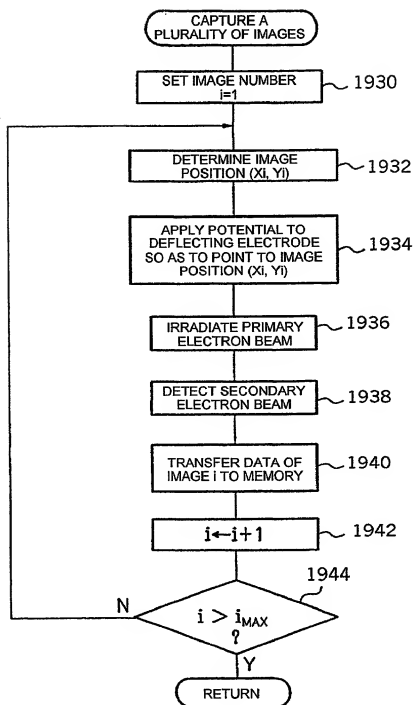 CAPTURE A
PLURALITY OF IMAGES
SET IMAGE NUMBER
i=1
1930
DETERMINE IMAGE
POSITION (Xi, Yi)
1932
APPLY POTENTIAL TO
DEFLECTING ELECTRODE
SO AS TO POINT TO IMAGE
POSITION (Xi, Yi)
1934
IRRADIATE PRIMARY
ELECTRON BEAM
1936
DETECT SECONDARY
ELECTRON BEAM
1938
TRANSFER DATA OF
IMAGE i TO MEMORY
1940
i←i+1
1942
1944
N
i > iMAX
?
Y
RETURN